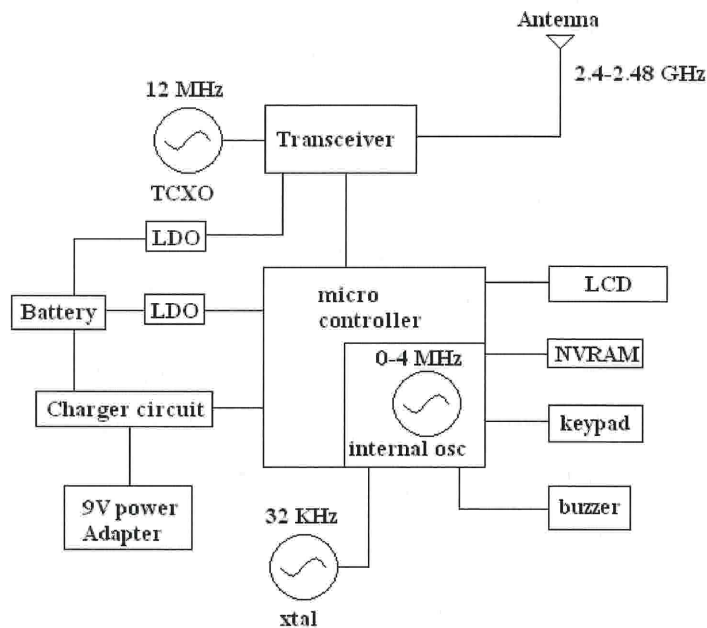 Antenna
2.4-2.48 GHz
12 MHz
Transceiver
TCXO
LDO
Battery
LDO
micro
controller
LCD
0-4 MHz
NVRAM
Charger circuit
keypad
internal osc
9V power
Adapter
buzzer
32 KHz
xtal